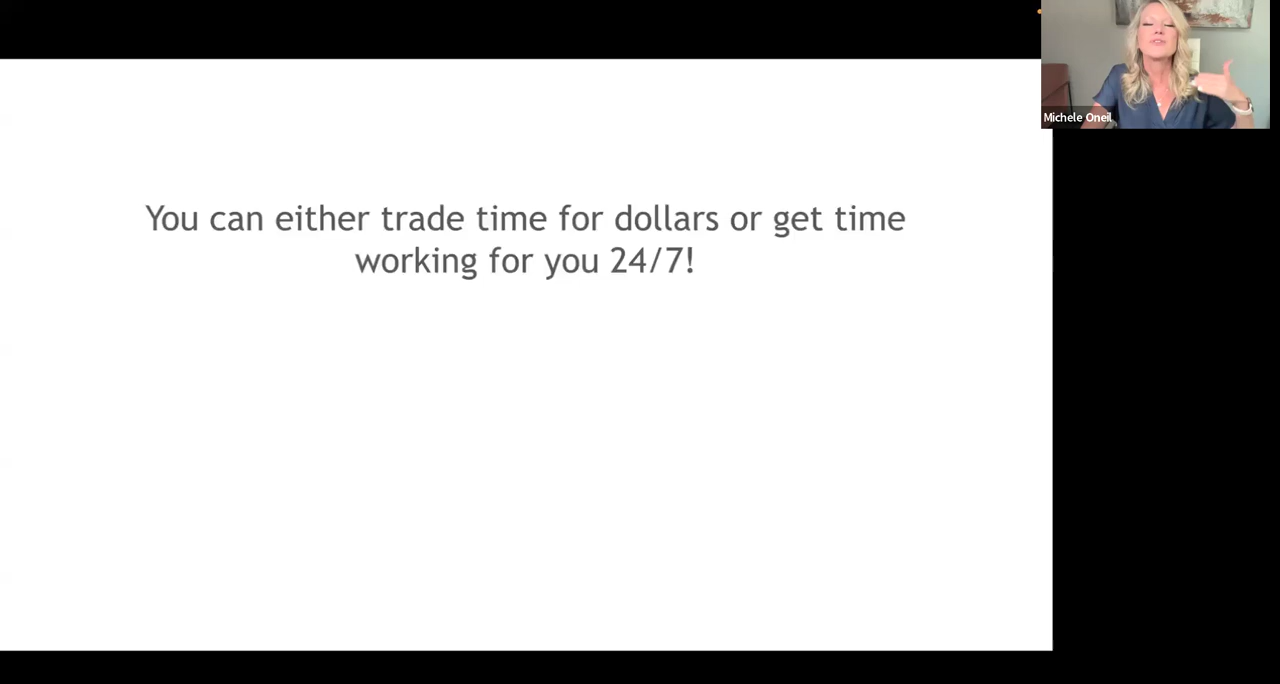 Michele Oneil
You can either trade time for dollars or get time
working for you 24/7!